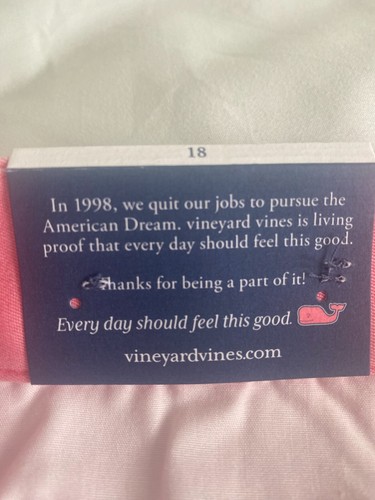 18
In 1998, we quit our jobs to pursue the
American Dream. vineyard vines is living
proof that every day should feel this good.
thanks for being a part of it!
Every day should feel this good.
vineyardvines.com